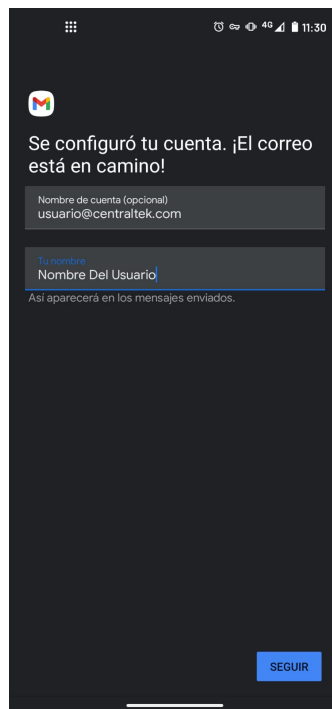 4G 11:30
Se configuró tu cuenta. ¡El correo
está en camino!
Nombre de cuenta (opcional)
usuario@centraltek.com
Tu nombre
Nombre Del Usuario
Así aparecerá en los mensajes enviados.
SEGUIR